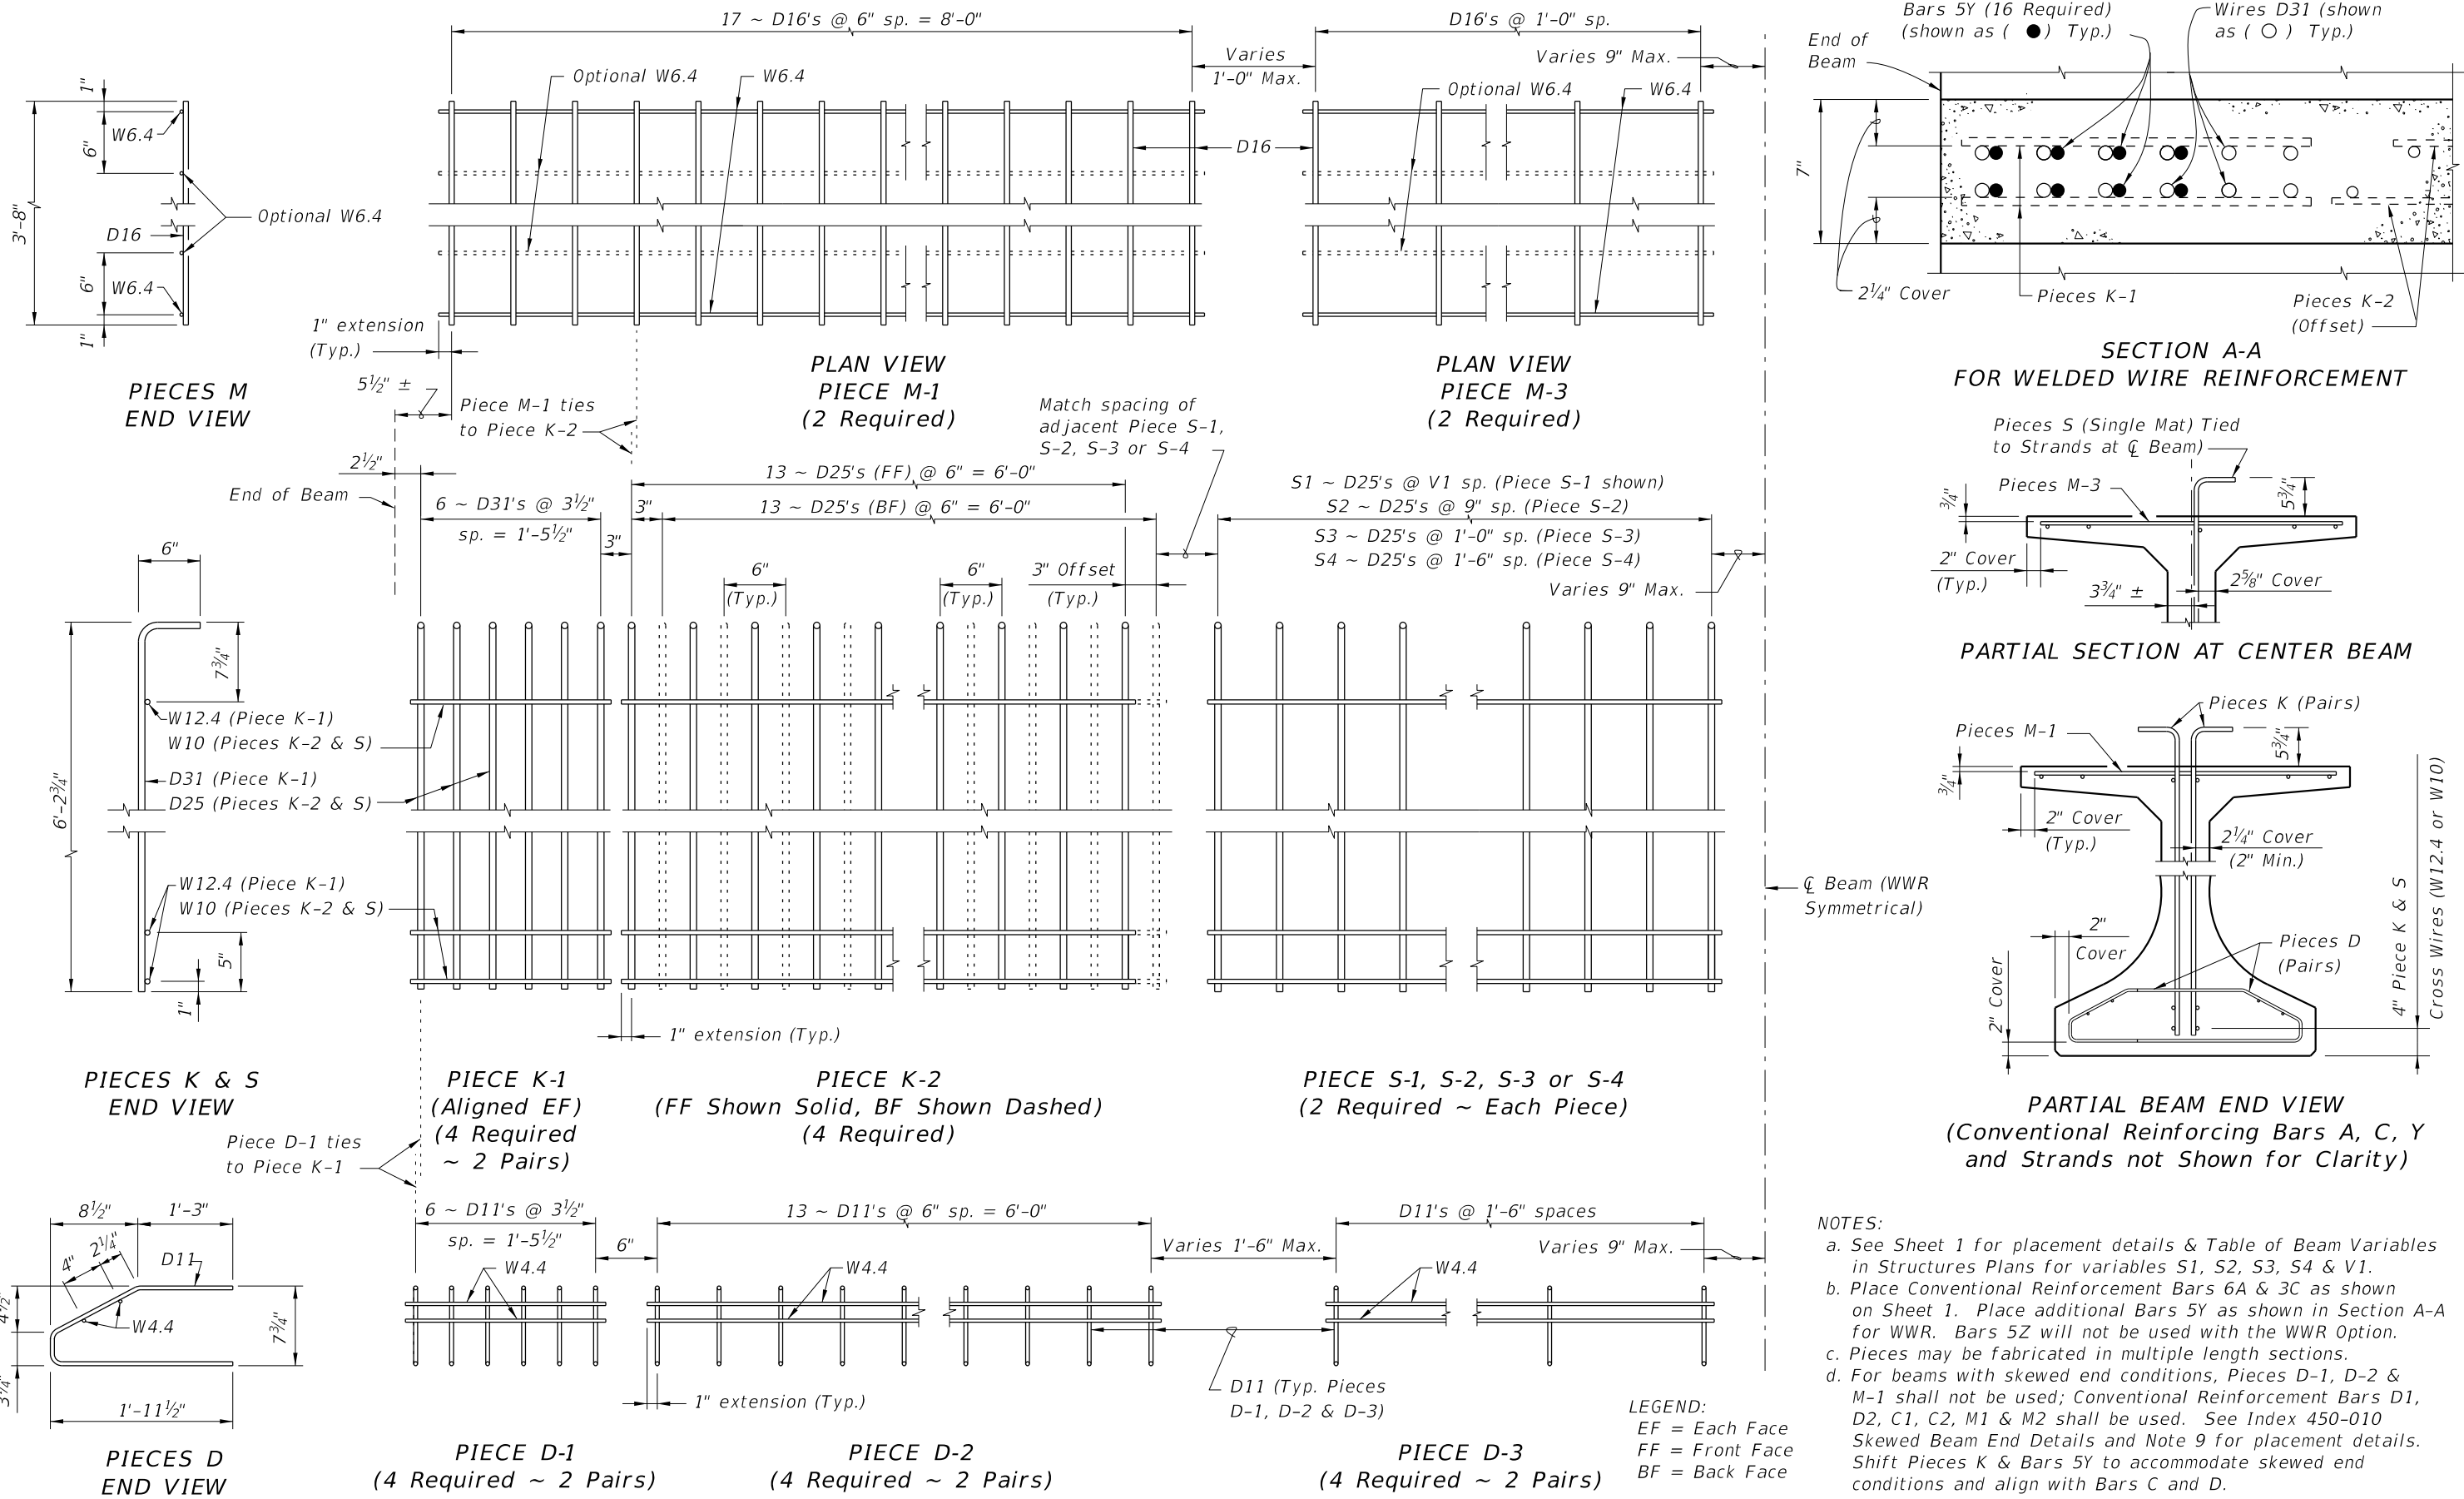 17 ~ D16's @ 6" sp. = 8'-0"
D16's @ 1'-0" sp.
Varies
1'-0" Max.
Varies 9" Max.
Optional W6.4
W6.4
Optional W6.4
W6.4
D16
1"
W6.4
6"
3'-8"
Optional W6.4
D16
6"
W6.4
1"
1" extension
(Typ.)
PIECES M
END VIEW
PLAN VIEW
PIECE M-1
(2 Required)
PLAN VIEW
PIECE M-3
(2 Required)
Bars 5Y (16 Required)
(shown as ( ● ) Typ.)
Wires D31 (shown
as ( ○ ) Typ.)
End of
Beam
7"
2¼" Cover
Pieces K-1
Pieces K-2
(Offset)
SECTION A-A
FOR WELDED WIRE REINFORCEMENT
5½" ±
Piece M-1 ties
to Piece K-2
Match spacing of
adjacent Piece S-1,
S-2, S-3 or S-4
2½"
End of Beam
6 ~ D31's @ 3½"
sp. = 1'-5½"
3"
3"
13 ~ D25's (FF) @ 6" = 6'-0"
13 ~ D25's (BF) @ 6" = 6'-0"
S1 ~ D25's @ V1 sp. (Piece S-1 shown)
S2 ~ D25's @ 9" sp. (Piece S-2)
S3 ~ D25's @ 1'-0" sp. (Piece S-3)
S4 ~ D25's @ 1'-6" sp. (Piece S-4)
Varies 9" Max.
6"
(Typ.)
6"
(Typ.)
3" Offset
(Typ.)
6"
7¾"
6'-2¾"
W12.4 (Piece K-1)
W10 (Pieces K-2 & S)
D31 (Piece K-1)
D25 (Pieces K-2 & S)
W12.4 (Piece K-1)
W10 (Pieces K-2 & S)
5"
1"
1" extension (Typ.)
℄ Beam (WWR
Symmetrical)
PIECES K & S
END VIEW
PIECE K-1
(Aligned EF)
(4 Required
~ 2 Pairs)
PIECE K-2
(FF Shown Solid, BF Shown Dashed)
(4 Required)
PIECE S-1, S-2, S-3 or S-4
(2 Required ~ Each Piece)
Pieces S (Single Mat) Tied
to Strands at ℄ Beam)
Pieces M-3
¾"
5¾"
2" Cover
(Typ.)
3¾" ±
2⅝" Cover
PARTIAL SECTION AT CENTER BEAM
Pieces K (Pairs)
Pieces M-1
5¾"
¾"
2" Cover
(Typ.)
2¼" Cover
(2" Min.)
2"
Cover
Pieces D
(Pairs)
2" Cover
4" Piece K & S
Cross Wires (W12.4 or W10)
PARTIAL BEAM END VIEW
(Conventional Reinforcing Bars A, C, Y
and Strands not Shown for Clarity)
Piece D-1 ties
to Piece K-1
8½"
1'-3"
4"
2¼"
D11
4½"
W4.4
7¾"
3¼"
1'-11½"
6 ~ D11's @ 3½"
sp. = 1'-5½"
6"
13 ~ D11's @ 6" sp. = 6'-0"
Varies 1'-6" Max.
D11's @ 1'-6" spaces
Varies 9" Max.
W4.4
W4.4
W4.4
1" extension (Typ.)
D11 (Typ. Pieces
D-1, D-2 & D-3)
PIECES D
END VIEW
PIECE D-1
(4 Required ~ 2 Pairs)
PIECE D-2
(4 Required ~ 2 Pairs)
PIECE D-3
(4 Required ~ 2 Pairs)
LEGEND:
EF = Each Face
FF = Front Face
BF = Back Face
NOTES:
a. See Sheet 1 for placement details & Table of Beam Variables
in Structures Plans for variables S1, S2, S3, S4 & V1.
b. Place Conventional Reinforcement Bars 6A & 3C as shown
on Sheet 1. Place additional Bars 5Y as shown in Section A-A
for WWR. Bars 5Z will not be used with the WWR Option.
c. Pieces may be fabricated in multiple length sections.
d. For beams with skewed end conditions, Pieces D-1, D-2 &
M-1 shall not be used; Conventional Reinforcement Bars D1,
D2, C1, C2, M1 & M2 shall be used. See Index 450-010
Skewed Beam End Details and Note 9 for placement details.
Shift Pieces K & Bars 5Y to accommodate skewed end
conditions and align with Bars C and D.